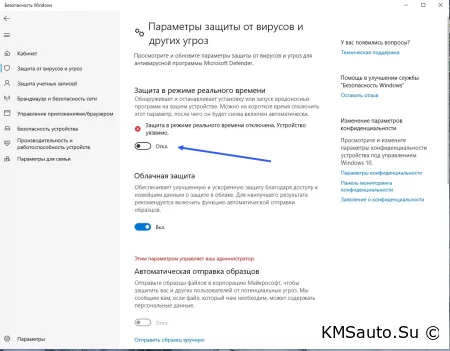 Безопасность Windows
Параметры защиты от вирусов и
других угроз
Просмотрите и обновите параметры защиты от вирусов и угроз для
антивирусной программы Microsoft Defender.
Кабинет
Защита от вирусов и угроз
Защита учетных записей
Брандмауэр и безопасность сети
Управление приложениями/браузером
Безопасность устройства
Производительность и
работоспособность устройств
Параметры для семьи
Защита в режиме реального времени
Обнаруживает и останавливает установку или запуск вредоносных
программ на вашем устройстве. Можно на короткое время отключить
этот параметр, после чего он будет снова включен автоматически.
Защита в режиме реального времени отключена. Устройство
уязвимо.
Откл.
Облачная защита
Обеспечивает улучшенную и ускоренную защиту благодаря доступу к
новейшим данным о защите в облаке. Для наилучшего результата
рекомендуется включить функцию автоматической отправки
образцов.
Вкл.
Этим параметром управляет ваш администратор.
Автоматическая отправка образцов
Отправьте образцы файлов в корпорацию Майкрософт, чтобы
защитить вас и других пользователей от потенциальных угроз. Мы
сообщим вам, если файл, который нам необходим, может содержать
персональные данные.
Откл.
Отправить образец вручную
У вас появились вопросы?
Техническая поддержка
Помощь в улучшении службы
"Безопасность Windows"
Оставить отзыв
Изменение параметров
конфиденциальности
Просмотрите и измените
параметры конфиденциальности
устройства под управлением
Windows 10.
Параметры конфиденциальности
Панель мониторинга
конфиденциальности
Заявление о конфиденциальности
Параметры
KMSauto.Su ©